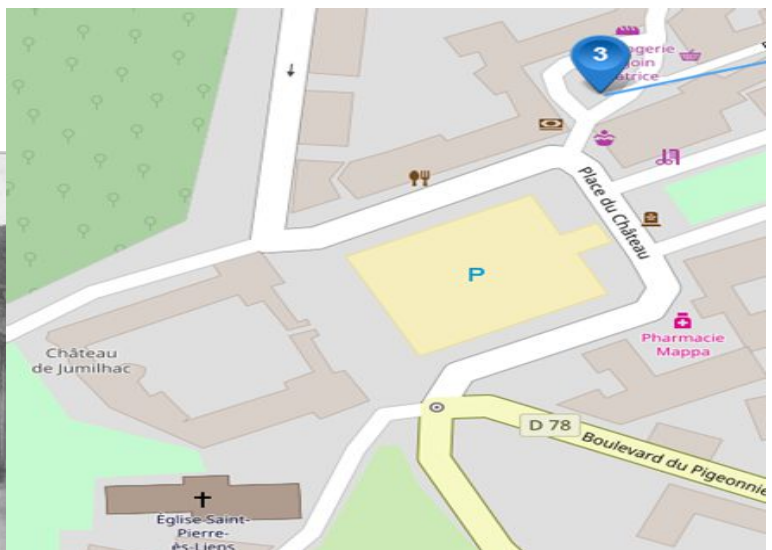 3
Place du Château
P
Château
de Jumilhac
Pharmacie
Mappa
D 78
Boulevard du Pigeonnie
Église Saint-
Pierre-
ès-Liens